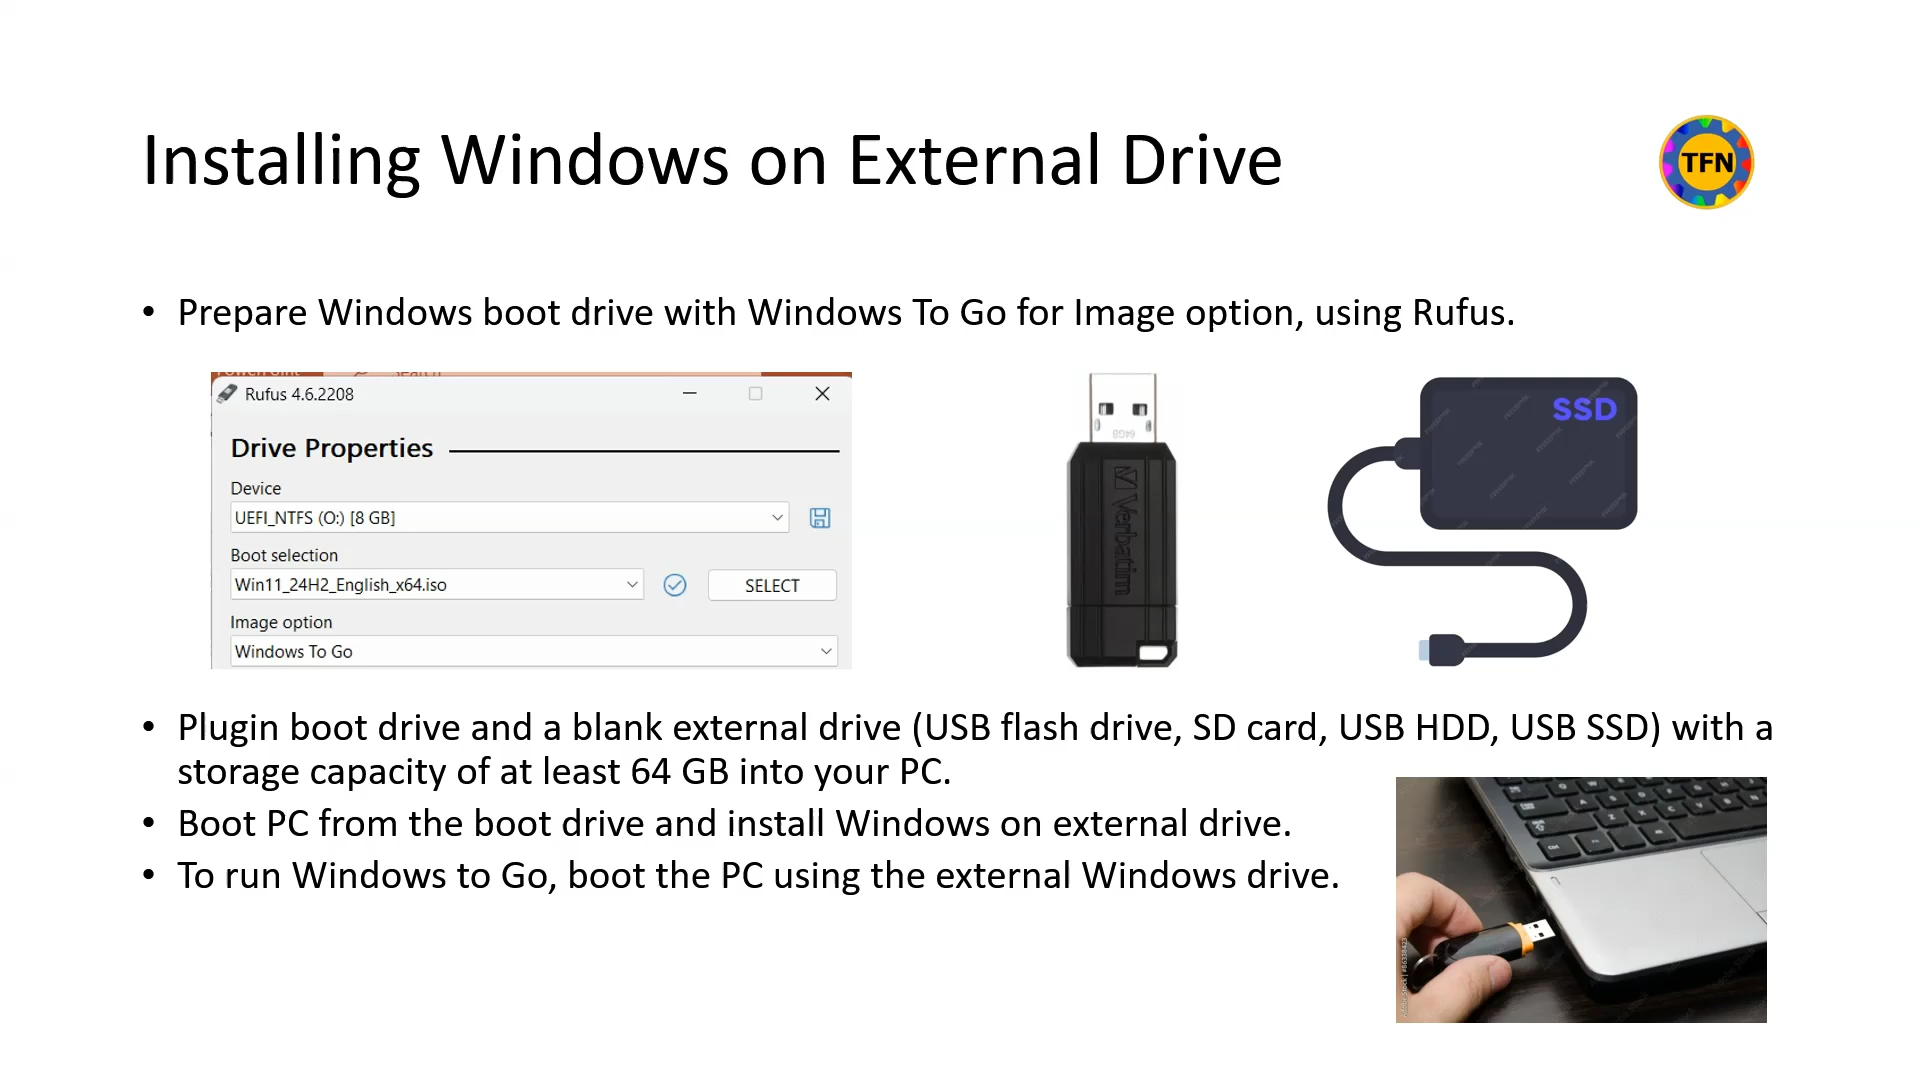 Installing Windows on External Drive
TFN
• Prepare Windows boot drive with Windows To Go for Image option, using Rufus.
Rufus 4.6.2208
Drive Properties
Device
UEFI_NTFS (O:) [8 GB]
Boot selection
Win11_24H2_English_x64.iso
SELECT
Image option
Windows To Go
64GB
Verbatim
SSD
• Plugin boot drive and a blank external drive (USB flash drive, SD card, USB HDD, USB SSD) with a
storage capacity of at least 64 GB into your PC.
• Boot PC from the boot drive and install Windows on external drive.
• To run Windows to Go, boot the PC using the external Windows drive.